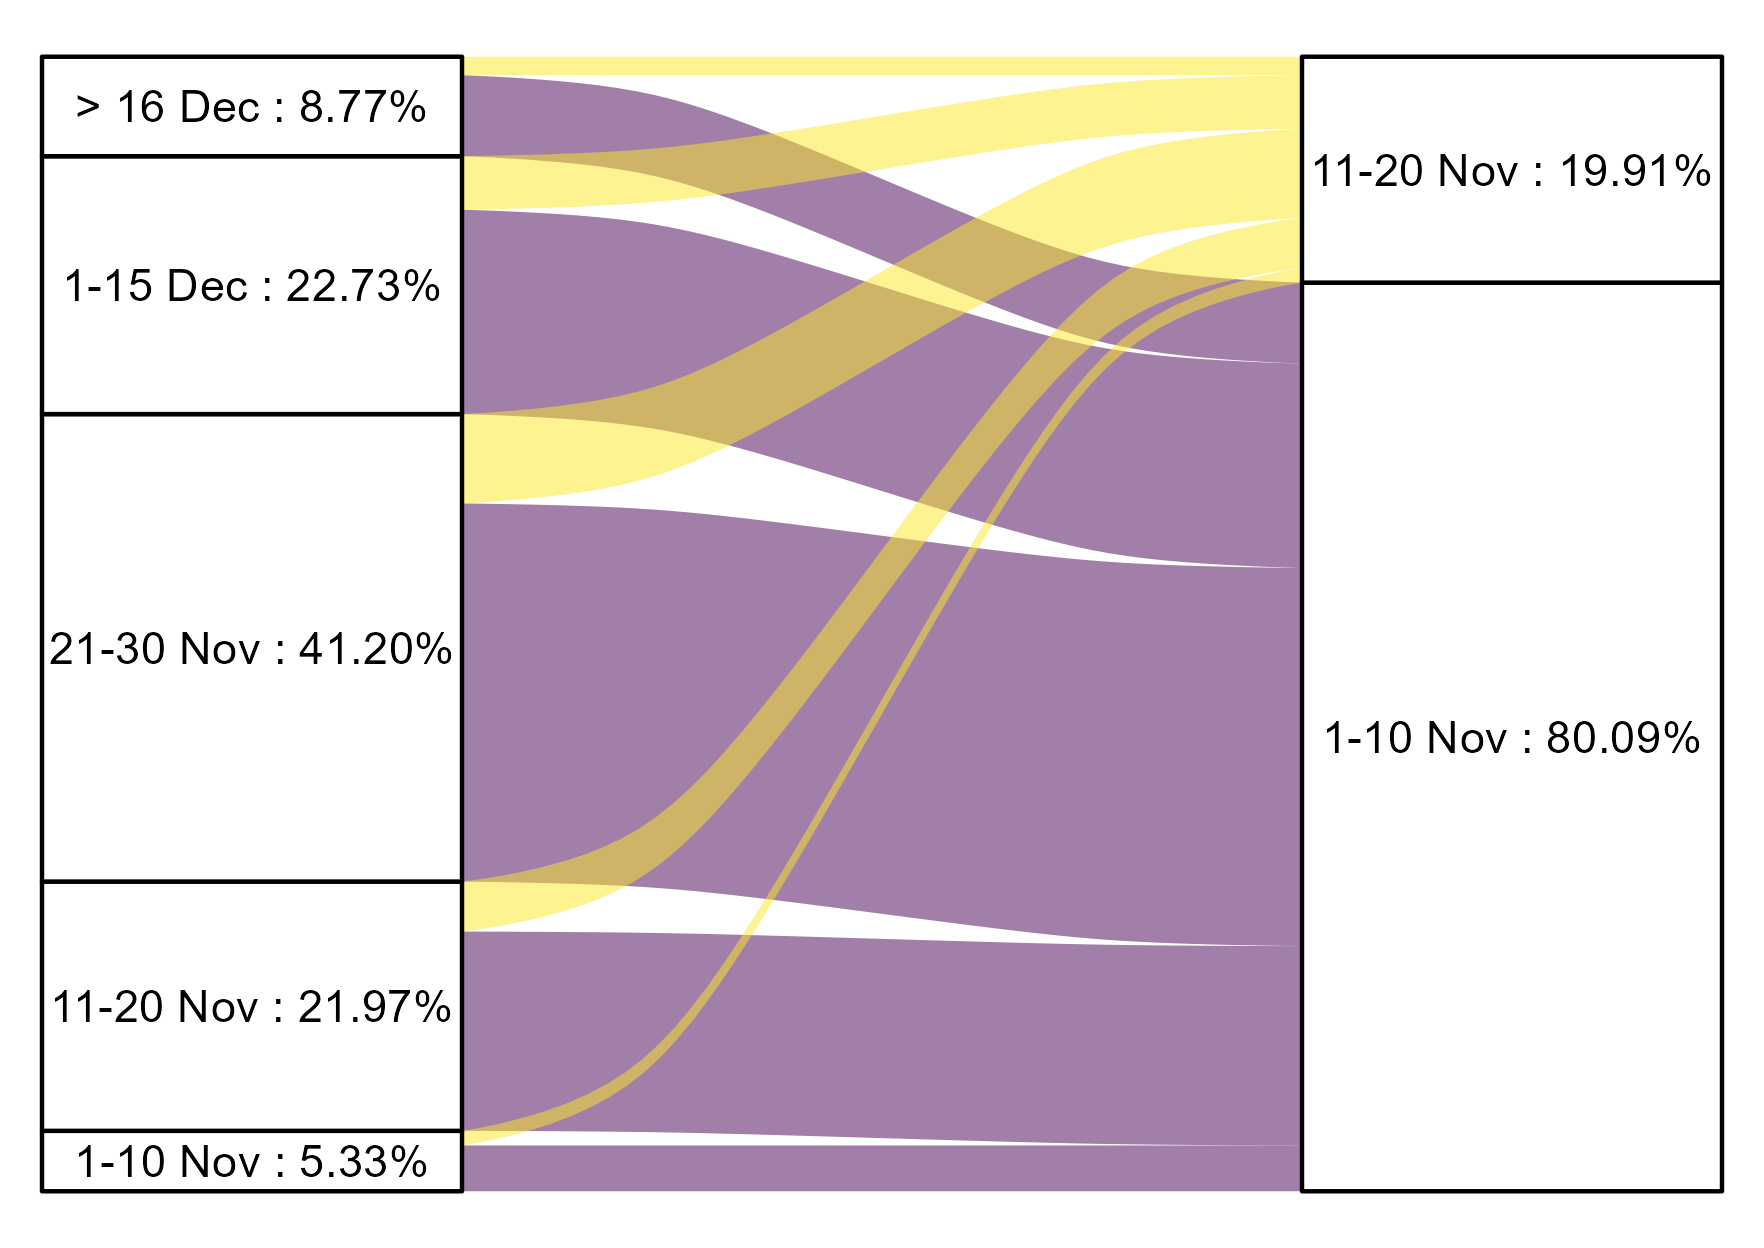 > 16 Dec : 8.77%
1-15 Dec : 22.73%
21-30 Nov : 41.20%
11-20 Nov : 21.97%
1-10 Nov : 5.33%
11-20 Nov : 19.91%
1-10 Nov : 80.09%